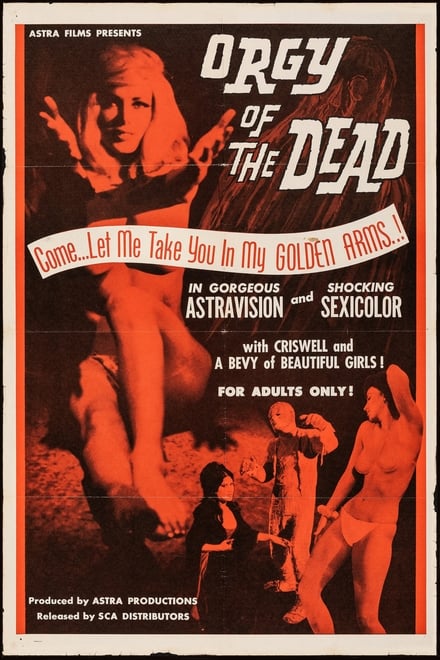 ASTRA FILMS PRESENTS
ORGY
OF
THE DEAD
Come...Let Me Take You In My GOLDEN ARMS..!
IN GORGEOUS
ASTRAVISION and
SHOCKING
SEXICOLOR
with CRISWELL and
A BEVY of BEAUTIFUL GIRLS!
FOR ADULTS ONLY!
Produced by ASTRA PRODUCTIONS
Released by SCA DISTRIBUTORS